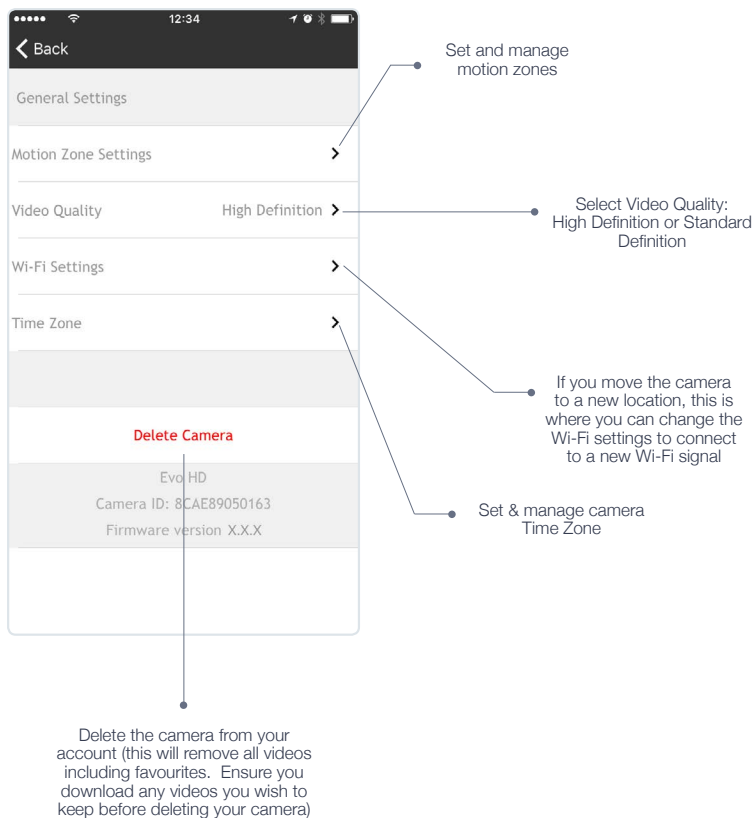 12:34
Back
General Settings
Motion Zone Settings
Video Quality High Definition
Wi-Fi Settings
Time Zone
Delete Camera
Evo HD
Camera ID: 8CAE89050163
Firmware version X.X.X
Set and manage
motion zones
Select Video Quality:
High Definition or Standard
Definition
If you move the camera
to a new location, this is
where you can change the
Wi-Fi settings to connect
to a new Wi-Fi signal
Set & manage camera
Time Zone
Delete the camera from your
account (this will remove all videos
including favourites. Ensure you
download any videos you wish to
keep before deleting your camera)